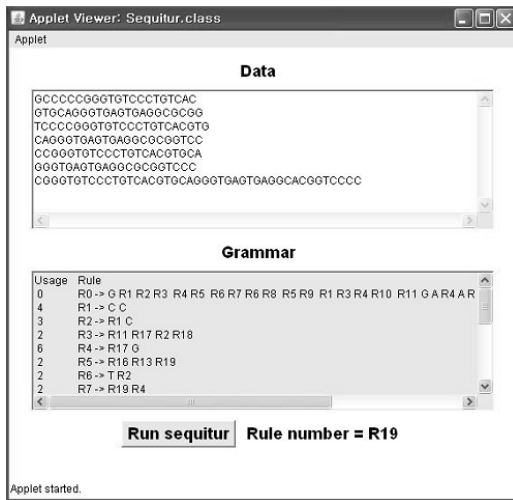 Applet Viewer: Sequitur.class
Applet
Data
GCCCCCGGGTGTCCCTGTCAC
GTGCAGGGTGAGTGAGGCGCGG
TCCCCGGGTGTCCCTGTCACGTG
CAGGGTGAGTGAGGCGCGGTCC
CCGGGTGTCCCTGTCACGTGCA
GGGTGAGTGAGGCGCGGTCCC
CGGGTGTCCCTGTCACGTGCAGGGTGAGTGAGGCACGGTCCCC
Grammar
Usage Rule
0 R0 -> G R1 R2 R3 R4 R5 R6 R7 R6 R8 R5 R9 R1 R3 R4 R10 R11 G A R4 A R
4 R1 -> C C
3 R2 -> R1 C
2 R3 -> R11 R17 R2 R18
6 R4 -> R17 G
2 R5 -> R16 R13 R19
2 R6 -> T R2
2 R7 -> R19 R4
Run sequitur Rule number = R19
Applet started.